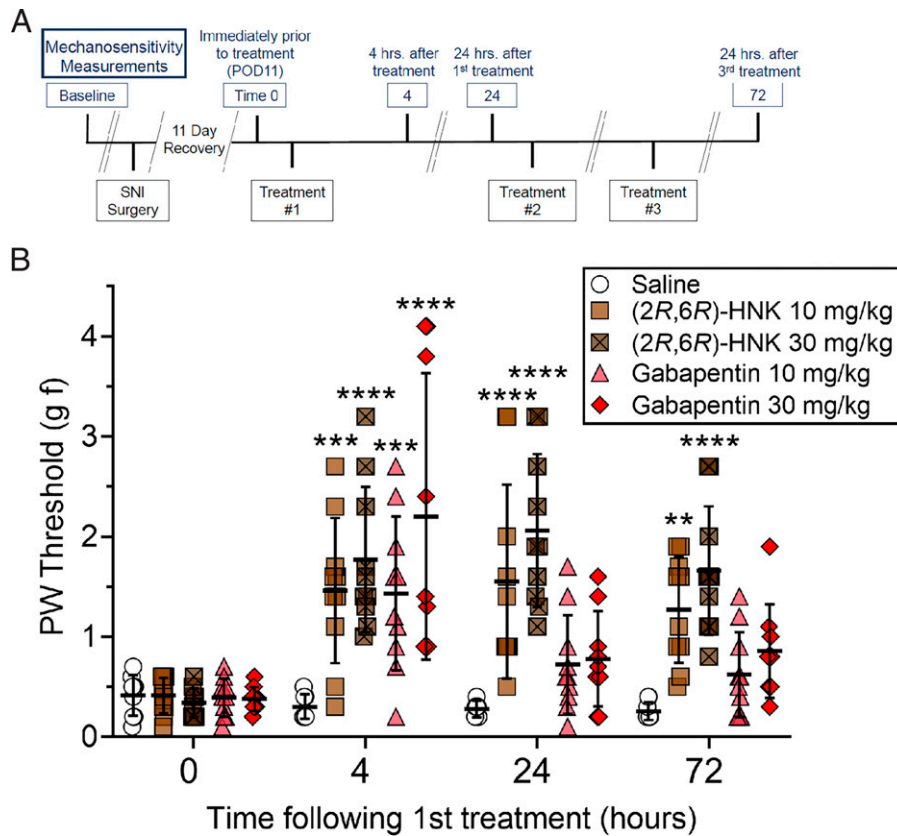 A
Mechanosensitivity
Measurements
Baseline
Immediately prior
to treatment
(POD11)
Time 0
4 hrs. after
treatment
4
24 hrs. after
1st treatment
24
24 hrs. after
3rd treatment
72
11 Day
Recovery
SNI
Surgery
Treatment
#1
Treatment
#2
Treatment
#3
B
Saline
(2R,6R)-HNK 10 mg/kg
(2R,6R)-HNK 30 mg/kg
Gabapentin 10 mg/kg
Gabapentin 30 mg/kg
PW Threshold (g f)
4
3
2
1
0
***
****
***
****
****
****
**
****
0 4 24 72
Time following 1st treatment (hours)